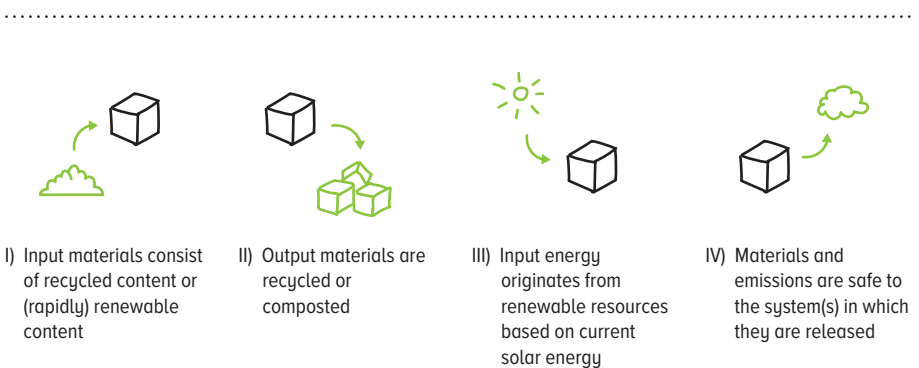 I) Input materials consist
of recycled content or
(rapidly) renewable
content
II) Output materials are
recycled or
composted
III) Input energy
originates from
renewable resources
based on current
solar energy
IV) Materials and
emissions are safe to
the system(s) in which
they are released